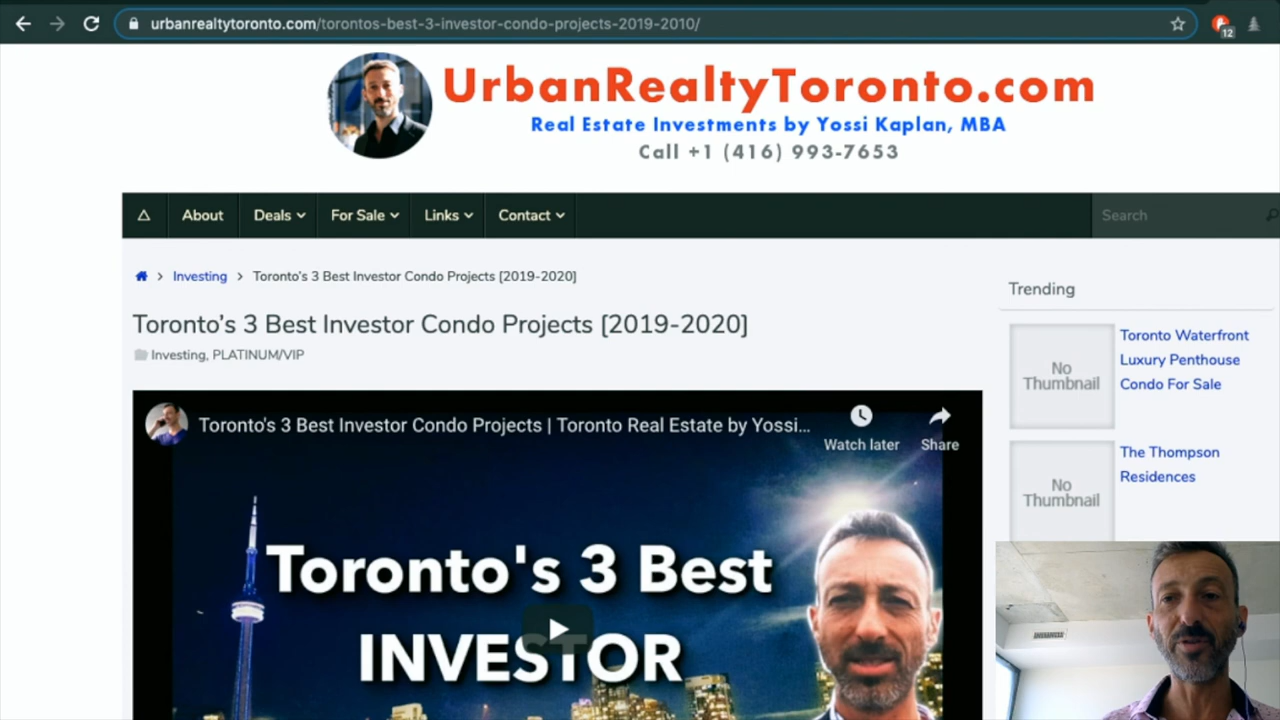 urbanrealtytoronto.com/torontos-best-3-investor-condo-projects-2019-2010/
12
UrbanRealtyToronto.com
Real Estate Investments by Yossi Kaplan, MBA
Call +1 (416) 993-7653
About Deals For Sale Links Contact Search
Investing Toronto's 3 Best Investor Condo Projects [2019-2020]
Toronto's 3 Best Investor Condo Projects [2019-2020]
Investing, PLATINUM/VIP
Toronto's 3 Best Investor Condo Projects | Toronto Real Estate by Yossi...
Watch later
Share
Toronto's 3 Best
INVESTOR
Trending
No
Thumbnail
Toronto Waterfront
Luxury Penthouse
Condo For Sale
No
Thumbnail
The Thompson
Residences